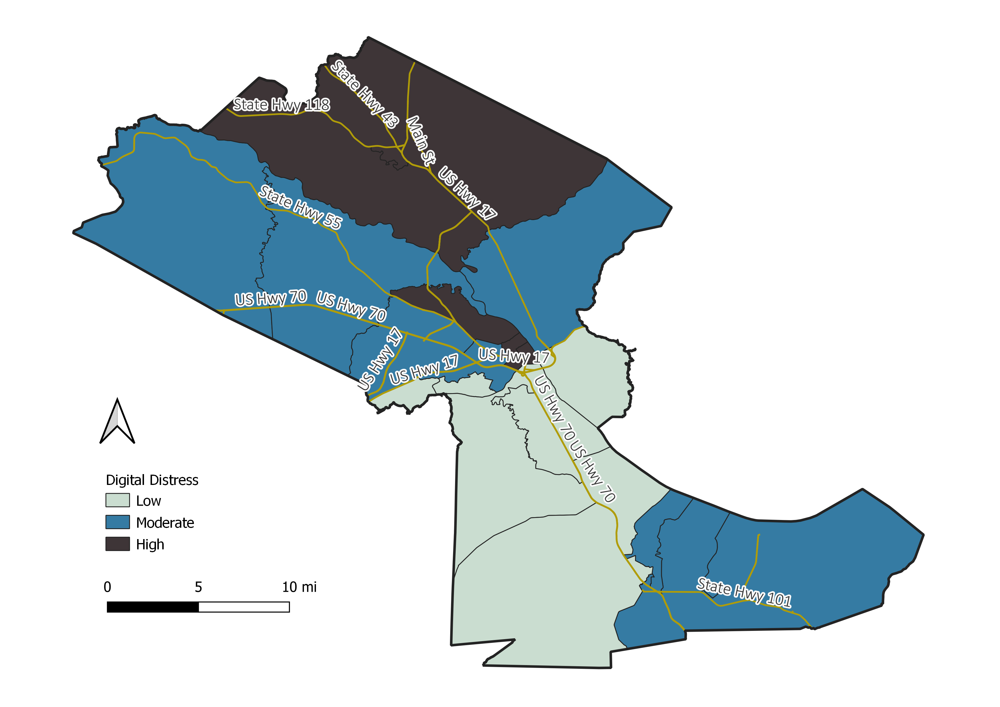 State Hwy 43
State Hwy 118
Main St
US Hwy 17
State Hwy 55
US Hwy 70
US Hwy 70
US Hwy 17
US Hwy 17
US Hwy 17
US Hwy 70
US Hwy 70
Digital Distress
Low
Moderate
High
0 5 10 mi
State Hwy 101